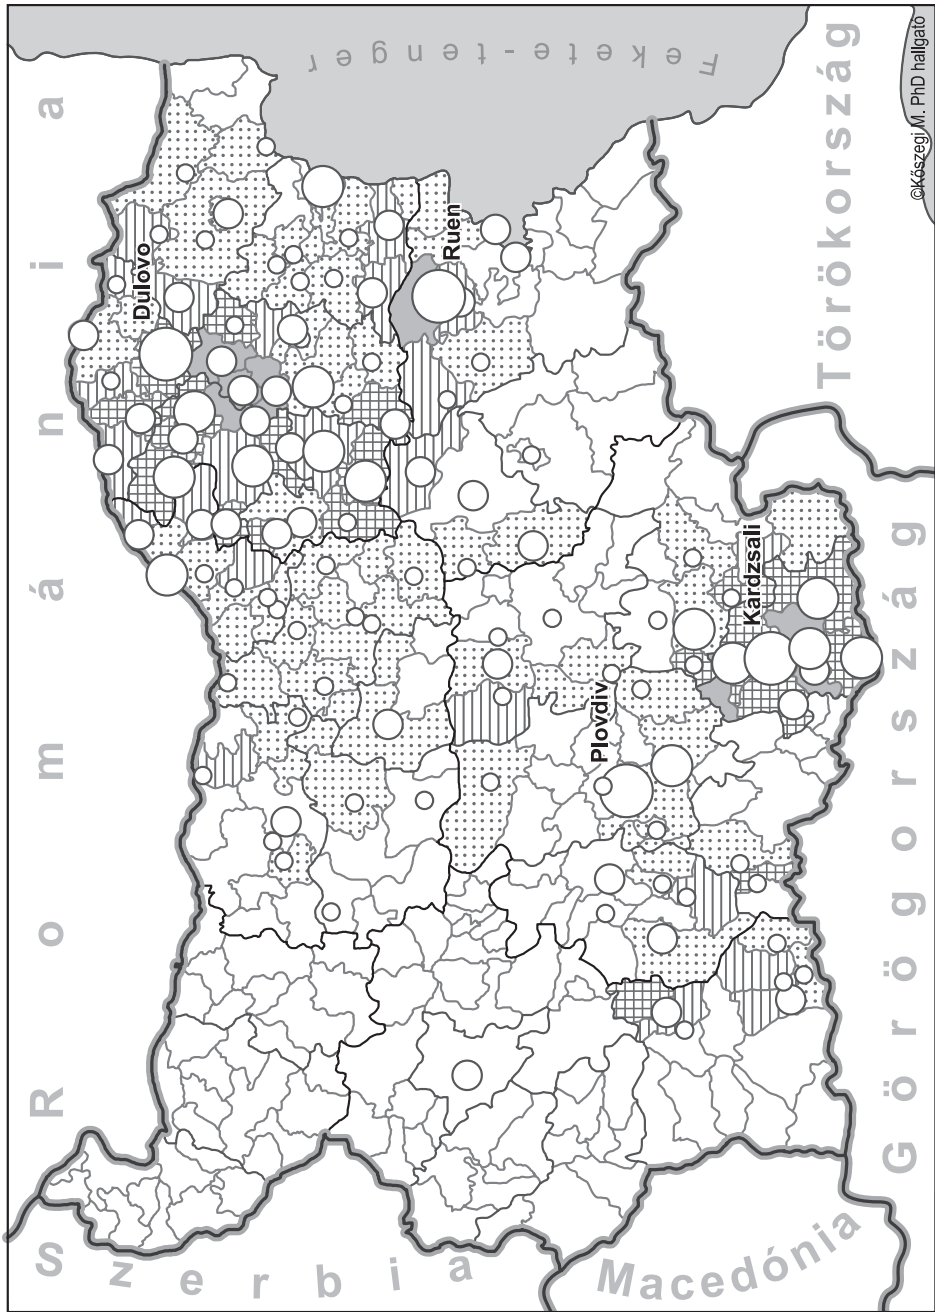 Románia
Szerbia
Macedónia
Görögország
Törökország
Fekete-tenger
Dulovo
Ruen
Kardzsali
Plovdiv
©Kőszegi M. PhD hallgató